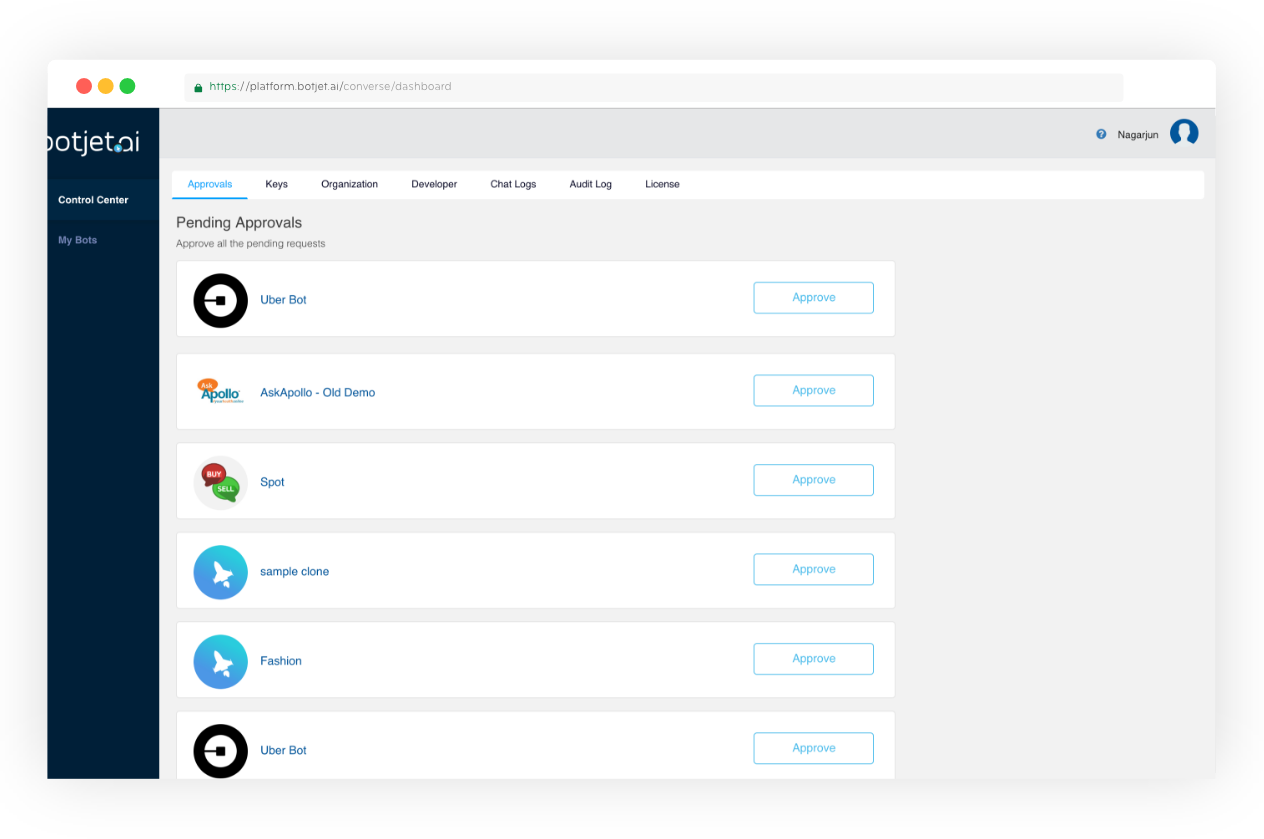 https://platform.botjet.ai/converse/dashboard
botjet.ai
Nagarjun
Control Center
My Bots
Approvals Keys Organization Developer Chat Logs Audit Log License
Pending Approvals
Approve all the pending requests
Uber Bot Approve
Ask
Apollo
AskApollo - Old Demo Approve
BUY
SELL
Spot Approve
sample clone Approve
Fashion Approve
Uber Bot Approve